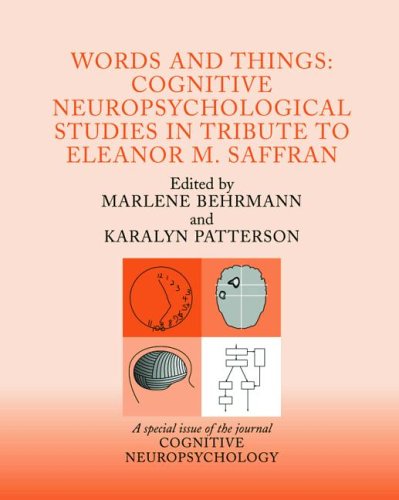 WORDS AND THINGS:
COGNITIVE
NEUROPSYCHOLOGICAL
STUDIES IN TRIBUTE TO
ELEANOR M. SAFFRAN
Edited by
MARLENE BEHRMANN
and
KARALYN PATTERSON
A special issue of the journal
COGNITIVE
NEUROPSYCHOLOGY